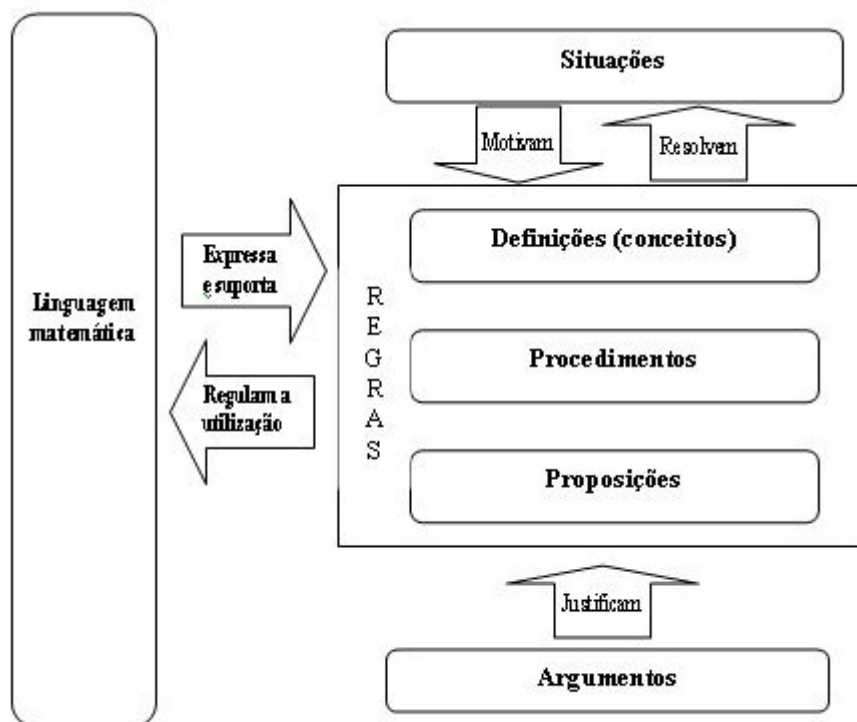 Situações
Motivam
Resolvem
Linguagem
matemática
Expressa
e suporta
Regulam a
utilização
R
E
G
R
A
S
Definições (conceitos)
Procedimentos
Proposições
Justificam
Argumentos